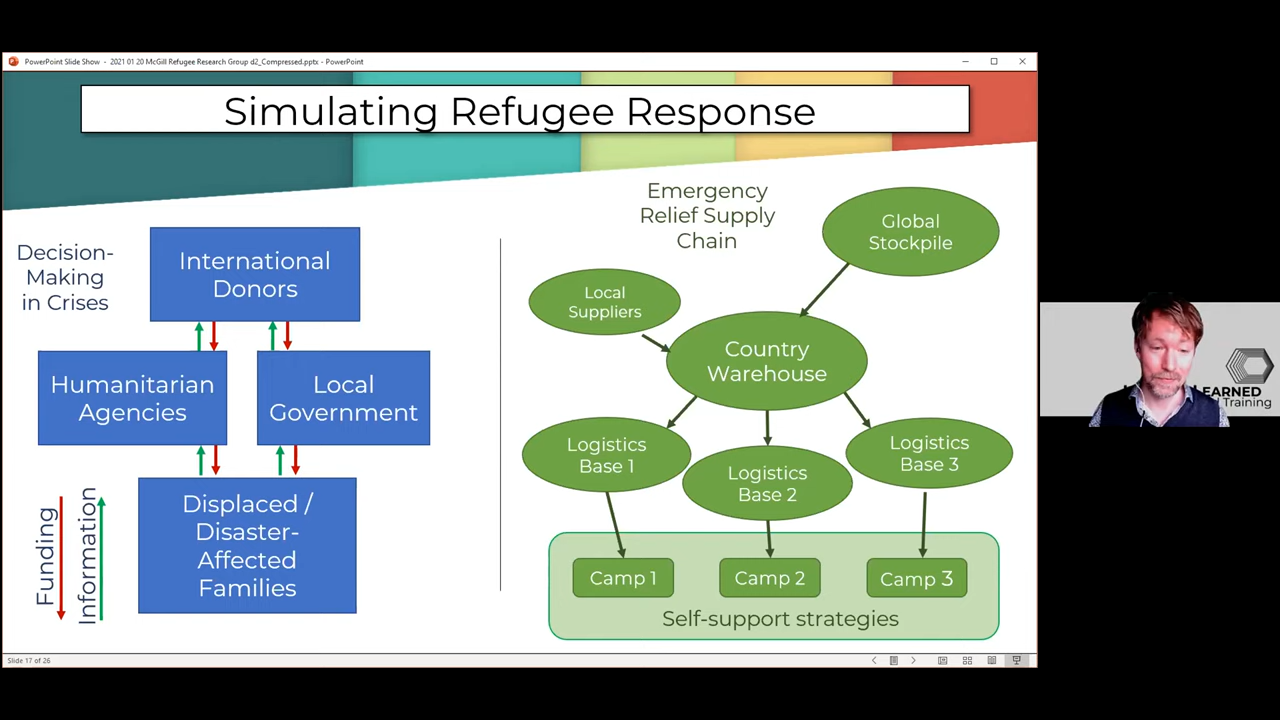 PowerPoint Slide Show - 2021 01 20 McGill Refugee Research Group d2_Compressed.pptx - PowerPoint
Simulating Refugee Response
Decision-
Making
in Crises
International
Donors
Humanitarian
Agencies
Local
Government
Displaced /
Disaster-
Affected
Families
Funding
Information
Emergency
Relief Supply
Chain
Global
Stockpile
Local
Suppliers
Country
Warehouse
Logistics
Base 1
Logistics
Base 2
Logistics
Base 3
Camp 1
Camp 2
Camp 3
Self-support strategies
Slide 17 of 26
EARNED
Training